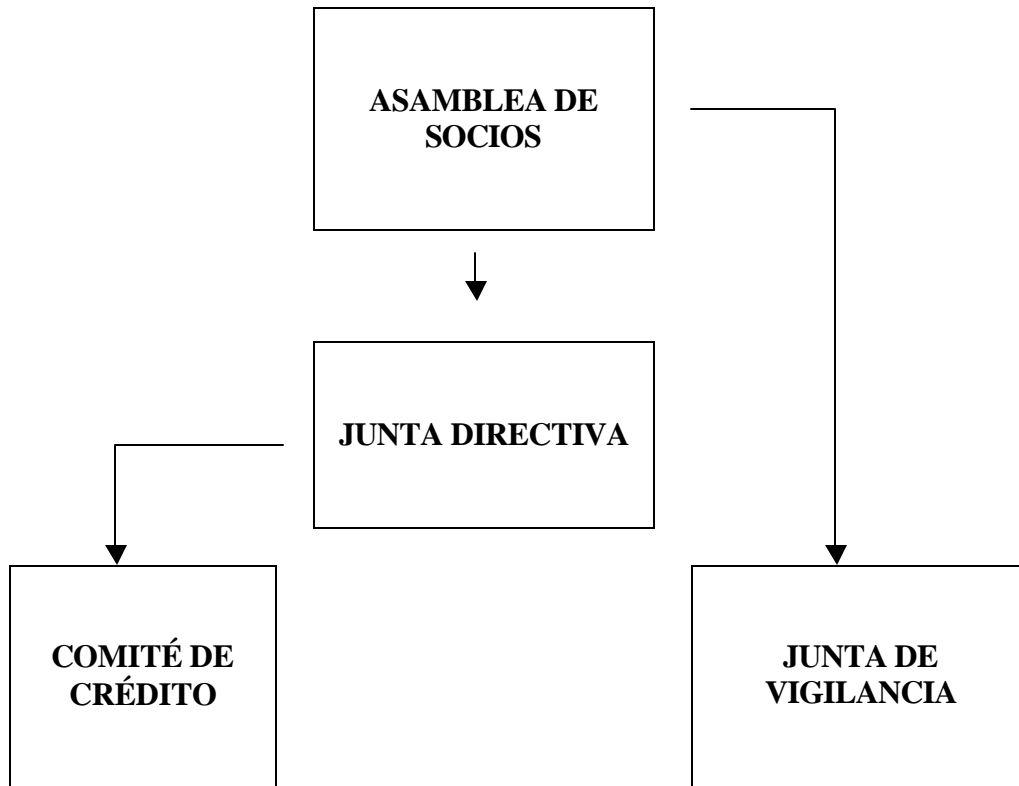 ASAMBLEA DE
SOCIOS
JUNTA DIRECTIVA
COMITÉ DE
CRÉDITO
JUNTA DE
VIGILANCIA